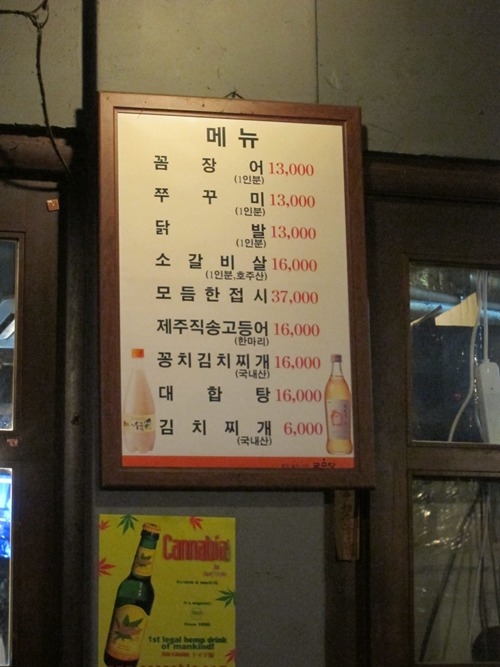 메뉴
꼼장어 13,000
(1인분)
쭈꾸미 13,000
(1인분)
닭발 13,000
(1인분)
소갈비살 16,000
(1인분,호주산)
모듬한접시 37,000
제주직송고등어 16,000
(한마리)
꽁치김치찌개 16,000
(국내산)
대합탕 16,000
김치찌개 6,000
(국내산)
Cannabia
1st legal hemp drink
of mankind!